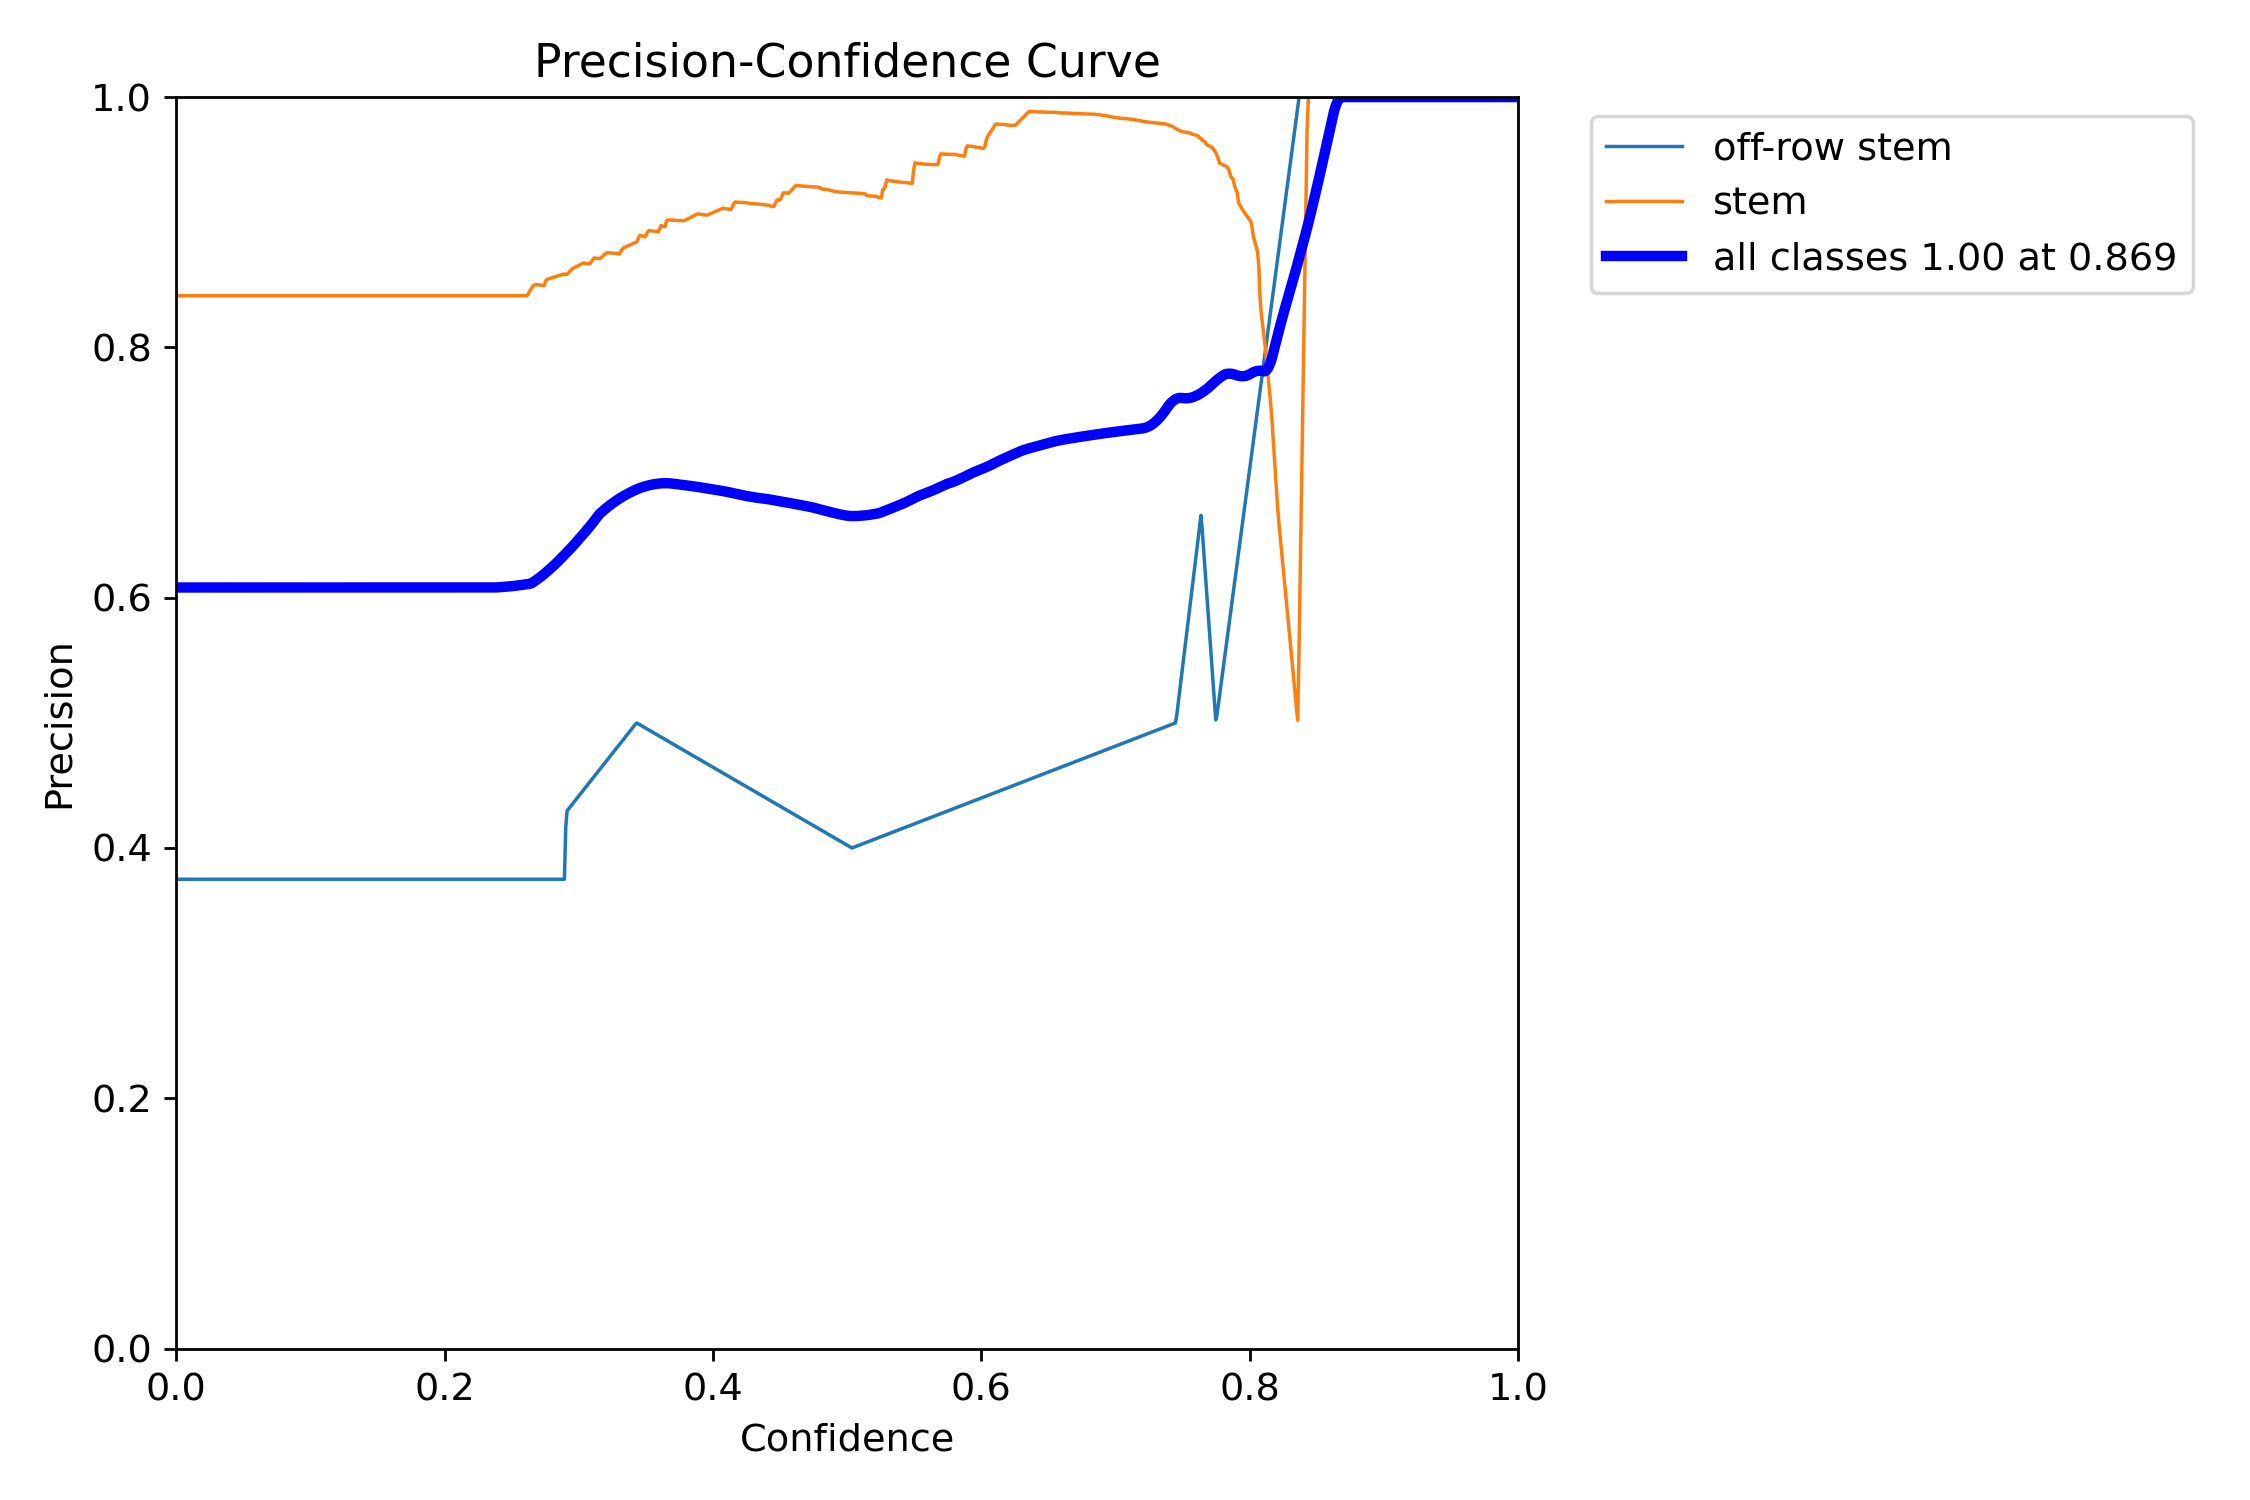 Precision-Confidence Curve
1.0
0.8
0.6
0.4
0.2
0.0
Precision
0.0 0.2 0.4 0.6 0.8 1.0
Confidence
off-row stem
stem
all classes 1.00 at 0.869